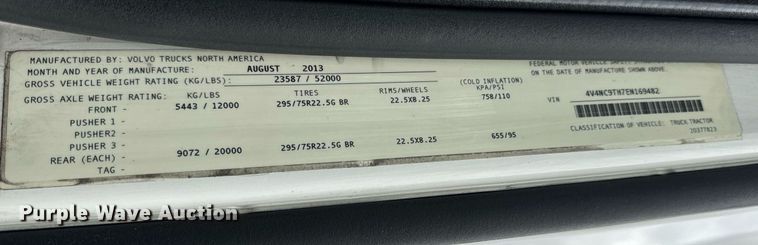 MANUFACTURED BY: VOLVO TRUCKS NORTH AMERICA
MONTH AND YEAR OF MANUFACTURE: AUGUST 2013
GROSS VEHICLE WEIGHT RATING (KG/LBS) 23587 / 52000
GROSS AXLE WEIGHT RATING: KG/LBS TIRES RIMS/WHEELS (COLD INFLATION) KPA/PSI
FRONT - 5443 / 12000 295/75R22.5G BR 22.5X8.25 758/110
PUSHER 1 -
PUSHER2 -
PUSHER 3 -
REAR (EACH) - 9072 / 20000 295/75R22.5G BR 22.5X8.25 655/95
TAG -
FEDERAL MOTOR VEHICLE SAFETY
ON THE DATE OF MANUFACTURE SHOWN ABOVE.
VIN 4V4NC9TH7EN169482
CLASSIFICATION OF VEHICLE: TRUCK TRACTOR
20377823
Purple Wave Auction